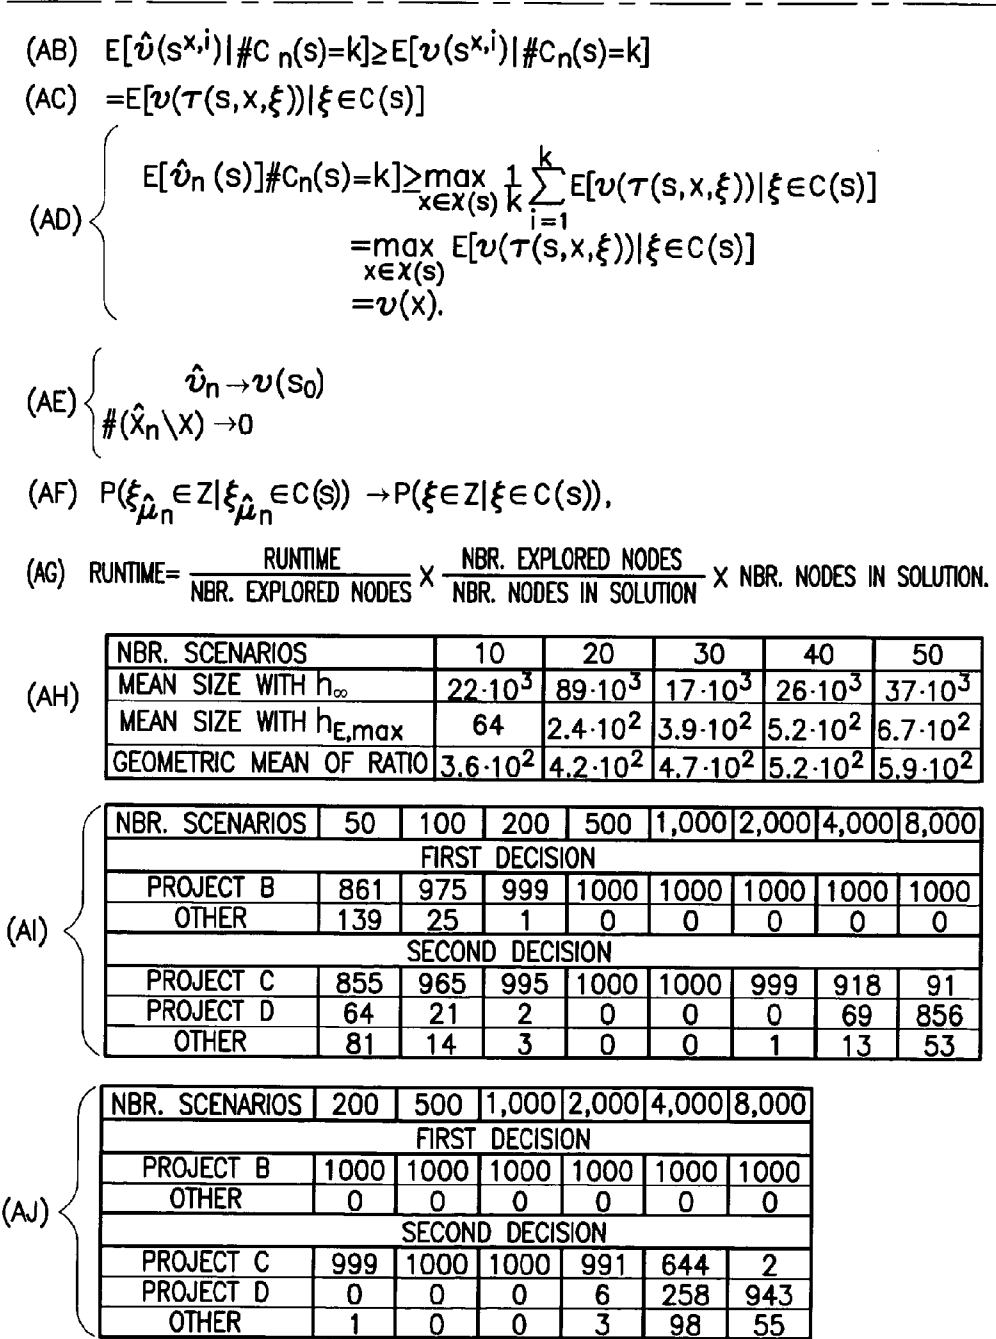 (AB) E[v̂(s^{x,i})|#C_n(s)=k]≥E[v(s^{x,i})|#C_n(s)=k]
(AC) =E[v(τ(s,x,ξ))|ξ∈C(s)]
(AD) E[v̂_n(s)]#C_n(s)=k]≥max_{x∈χ(s)} 1/k ∑_{i=1}^{k} E[v(τ(s,x,ξ))|ξ∈C(s)]
=max_{x∈χ(s)} E[v(τ(s,x,ξ))|ξ∈C(s)]
=v(x).
(AE) v̂_n→v(s_0)
#(x̂_n\x)→0
(AF) P(ξ_{μ̂_n}∈Z|ξ_{μ̂_n}∈C(s))→P(ξ∈Z|ξ∈C(s)),
(AG) RUNTIME= RUNTIME / NBR. EXPLORED NODES X NBR. EXPLORED NODES / NBR. NODES IN SOLUTION X NBR. NODES IN SOLUTION.
(AH)
NBR. SCENARIOS 10 20 30 40 50
MEAN SIZE WITH h_∞ 22·10^3 89·10^3 17·10^3 26·10^3 37·10^3
MEAN SIZE WITH h_{E,max} 64 2.4·10^2 3.9·10^2 5.2·10^2 6.7·10^2
GEOMETRIC MEAN OF RATIO 3.6·10^2 4.2·10^2 4.7·10^2 5.2·10^2 5.9·10^2
(AI)
NBR. SCENARIOS 50 100 200 500 1,000 2,000 4,000 8,000
FIRST DECISION
PROJECT B 861 975 999 1000 1000 1000 1000 1000
OTHER 139 25 1 0 0 0 0 0
SECOND DECISION
PROJECT C 855 965 995 1000 1000 999 918 91
PROJECT D 64 21 2 0 0 0 69 856
OTHER 81 14 3 0 0 1 13 53
(AJ)
NBR. SCENARIOS 200 500 1,000 2,000 4,000 8,000
FIRST DECISION
PROJECT B 1000 1000 1000 1000 1000 1000
OTHER 0 0 0 0 0 0
SECOND DECISION
PROJECT C 999 1000 1000 991 644 2
PROJECT D 0 0 0 6 258 943
OTHER 1 0 0 3 98 55